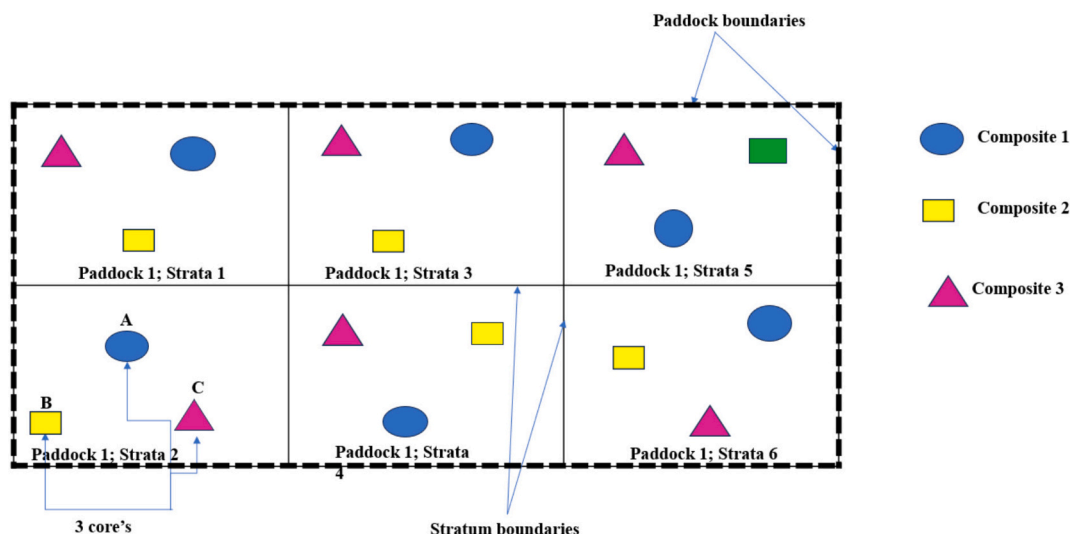 Paddock boundaries
Composite 1
Composite 2
Composite 3
Paddock 1; Strata 1
Paddock 1; Strata 3
Paddock 1; Strata 5
A
B
C
Paddock 1; Strata 2
Paddock 1; Strata
4
Paddock 1; Strata 6
3 core's
Stratum boundaries